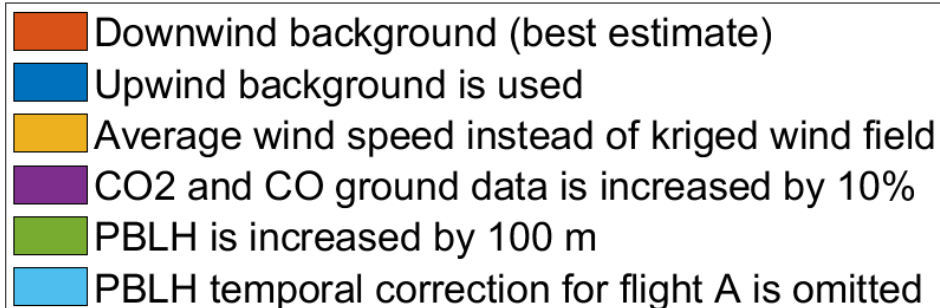 Downwind background (best estimate)
Upwind background is used
Average wind speed instead of kriged wind field
CO2 and CO ground data is increased by 10%
PBLH is increased by 100 m
PBLH temporal correction for flight A is omitted